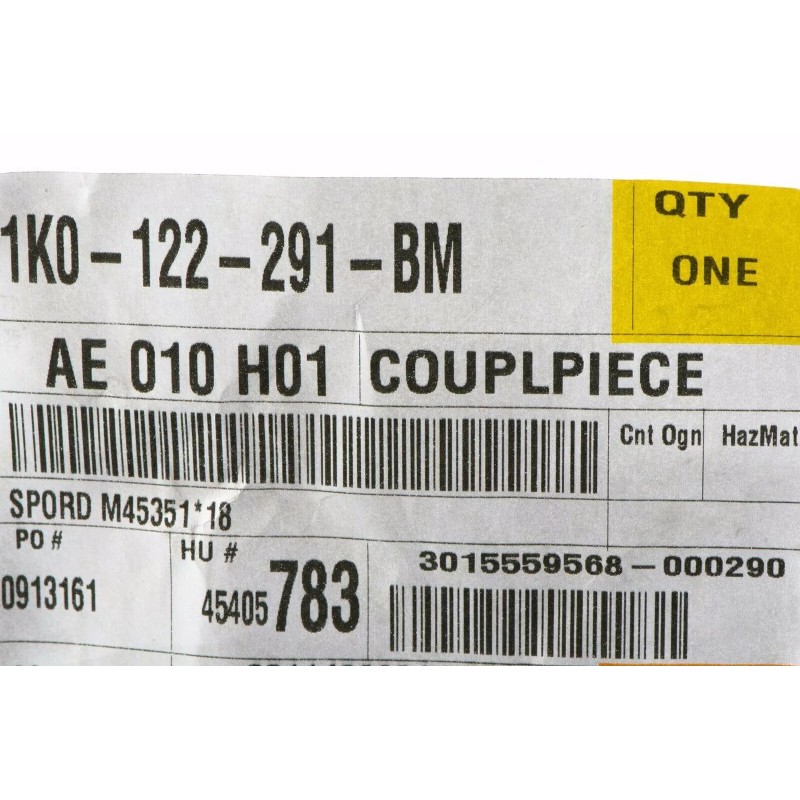 1K0-122-291-BM
QTY
ONE
AE 010 H01 COUPLPIECE
Cnt Ogn HazMat
SPORD M45351*18
PO # HU # 3015559568-000290
0913161 45405783